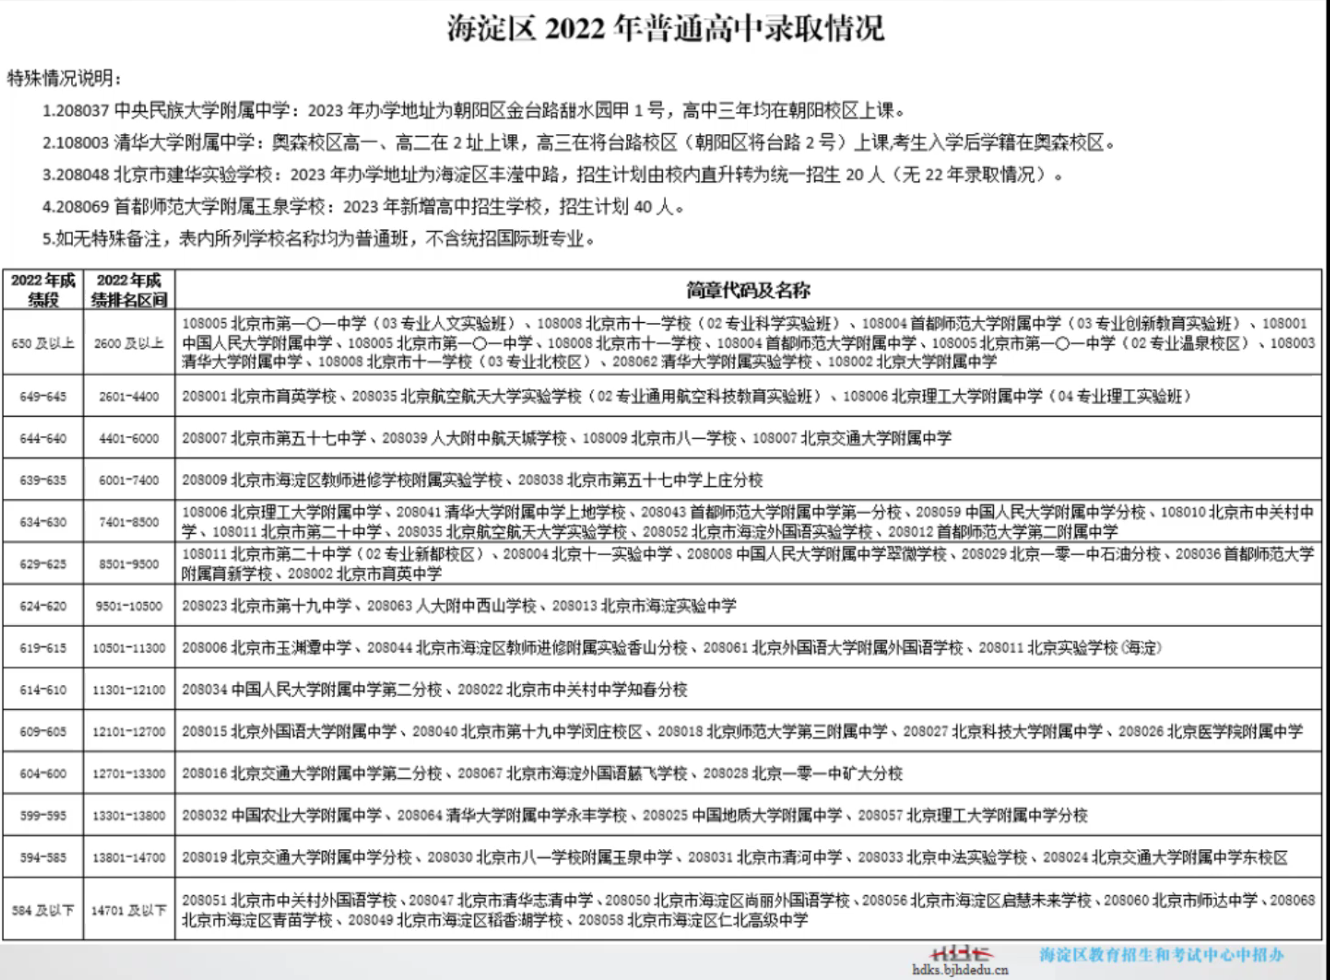 海淀区 2022 年普通高中录取情况
特殊情况说明：
1.208037 中央民族大学附属中学：2023 年办学地址为朝阳区金台路甜水园甲 1 号，高中三年均在朝阳校区上课。
2.108003 清华大学附属中学：奥森校区高一、高二在 2 址上课，高三在将台路校区（朝阳区将台路 2 号）上课,考生入学后学籍在奥森校区。
3.208048 北京市建华实验学校：2023 年办学地址为海淀区丰滢中路，招生计划由校内直升转为统一招生 20 人（无 22 年录取情况）。
4.208069 首都师范大学附属玉泉学校：2023 年新增高中招生学校，招生计划 40 人。
5.如无特殊备注，表内所列学校名称均为普通班，不含统招国际班专业。
2022 年成绩段 2022 年成绩排名区间 简章代码及名称
650 及以上 2600 及以上 108005 北京市第一〇一中学（03 专业人文实验班）、108008 北京市十一学校（02 专业科学实验班）、108004 首都师范大学附属中学（03 专业创新教育实验班）、108001
中国人民大学附属中学、108005 北京市第一〇一中学、108008 北京市十一学校、108004 首都师范大学附属中学、108005 北京市第一〇一中学（02 专业温泉校区）、108003
清华大学附属中学、108008 北京市十一学校（03 专业北校区）、208062 清华大学附属实验学校、108002 北京大学附属中学
649-645 2601-4400 208001 北京市育英学校、208035 北京航空航天大学实验学校（02 专业通用航空科技教育实验班）、108006 北京理工大学附属中学（04 专业理工实验班）
644-640 4401-6000 208007 北京市第五十七中学、208039 人大附中航天城学校、108009 北京市八一学校、108007 北京交通大学附属中学
639-635 6001-7400 208009 北京市海淀区教师进修学校附属实验学校、208038 北京市第五十七中学上庄分校
634-630 7401-8500 108006 北京理工大学附属中学、208041 清华大学附属中学上地学校、208043 首都师范大学附属中学第一分校、208059 中国人民大学附属中学分校、108010 北京市中关村中
学、108011 北京市第二十中学、208035 北京航空航天大学实验学校、208052 北京市海淀外国语实验学校、208012 首都师范大学第二附属中学
629-625 8501-9500 108011 北京市第二十中学（02 专业新都校区）、208004 北京十一实验中学、208008 中国人民大学附属中学翠微学校、208029 北京一零一中石油分校、208036 首都师范大学
附属育新学校、208002 北京市育英中学
624-620 9501-10500 208023 北京市第十九中学、208063 人大附中西山学校、208013 北京市海淀实验中学
619-615 10501-11300 208006 北京市玉渊潭中学、208044 北京市海淀区教师进修附属实验香山分校、208061 北京外国语大学附属外国语学校、208011 北京实验学校(海淀)
614-610 11301-12100 208034 中国人民大学附属中学第二分校、208022 北京市中关村中学知春分校
609-605 12101-12700 208015 北京外国语大学附属中学、208040 北京市第十九中学闵庄校区、208018 北京师范大学第三附属中学、208027 北京科技大学附属中学、208026 北京医学院附属中学
604-600 12701-13300 208016 北京交通大学附属中学第二分校、208067 北京市海淀外国语藤飞学校、208028 北京一零一中矿大分校
599-595 13301-13800 208032 中国农业大学附属中学、208064 清华大学附属中学永丰学校、208025 中国地质大学附属中学、208057 北京理工大学附属中学分校
594-585 13801-14700 208019 北京交通大学附属中学分校、208030 北京市八一学校附属玉泉中学、208031 北京市清河中学、208033 北京中法实验学校、208024 北京交通大学附属中学东校区
584 及以下 14701 及以下 208051 北京市中关村外国语学校、208047 北京市清华志清中学、208050 北京市海淀区尚丽外国语学校、208056 北京市海淀区启慧未来学校、208060 北京市师达中学、208068
北京市海淀区青苗学校、208049 北京市海淀区稻香湖学校、208058 北京市海淀区仁北高级中学
hdks.bjhdedu.cn
海淀区教育招生和考试中心中招办